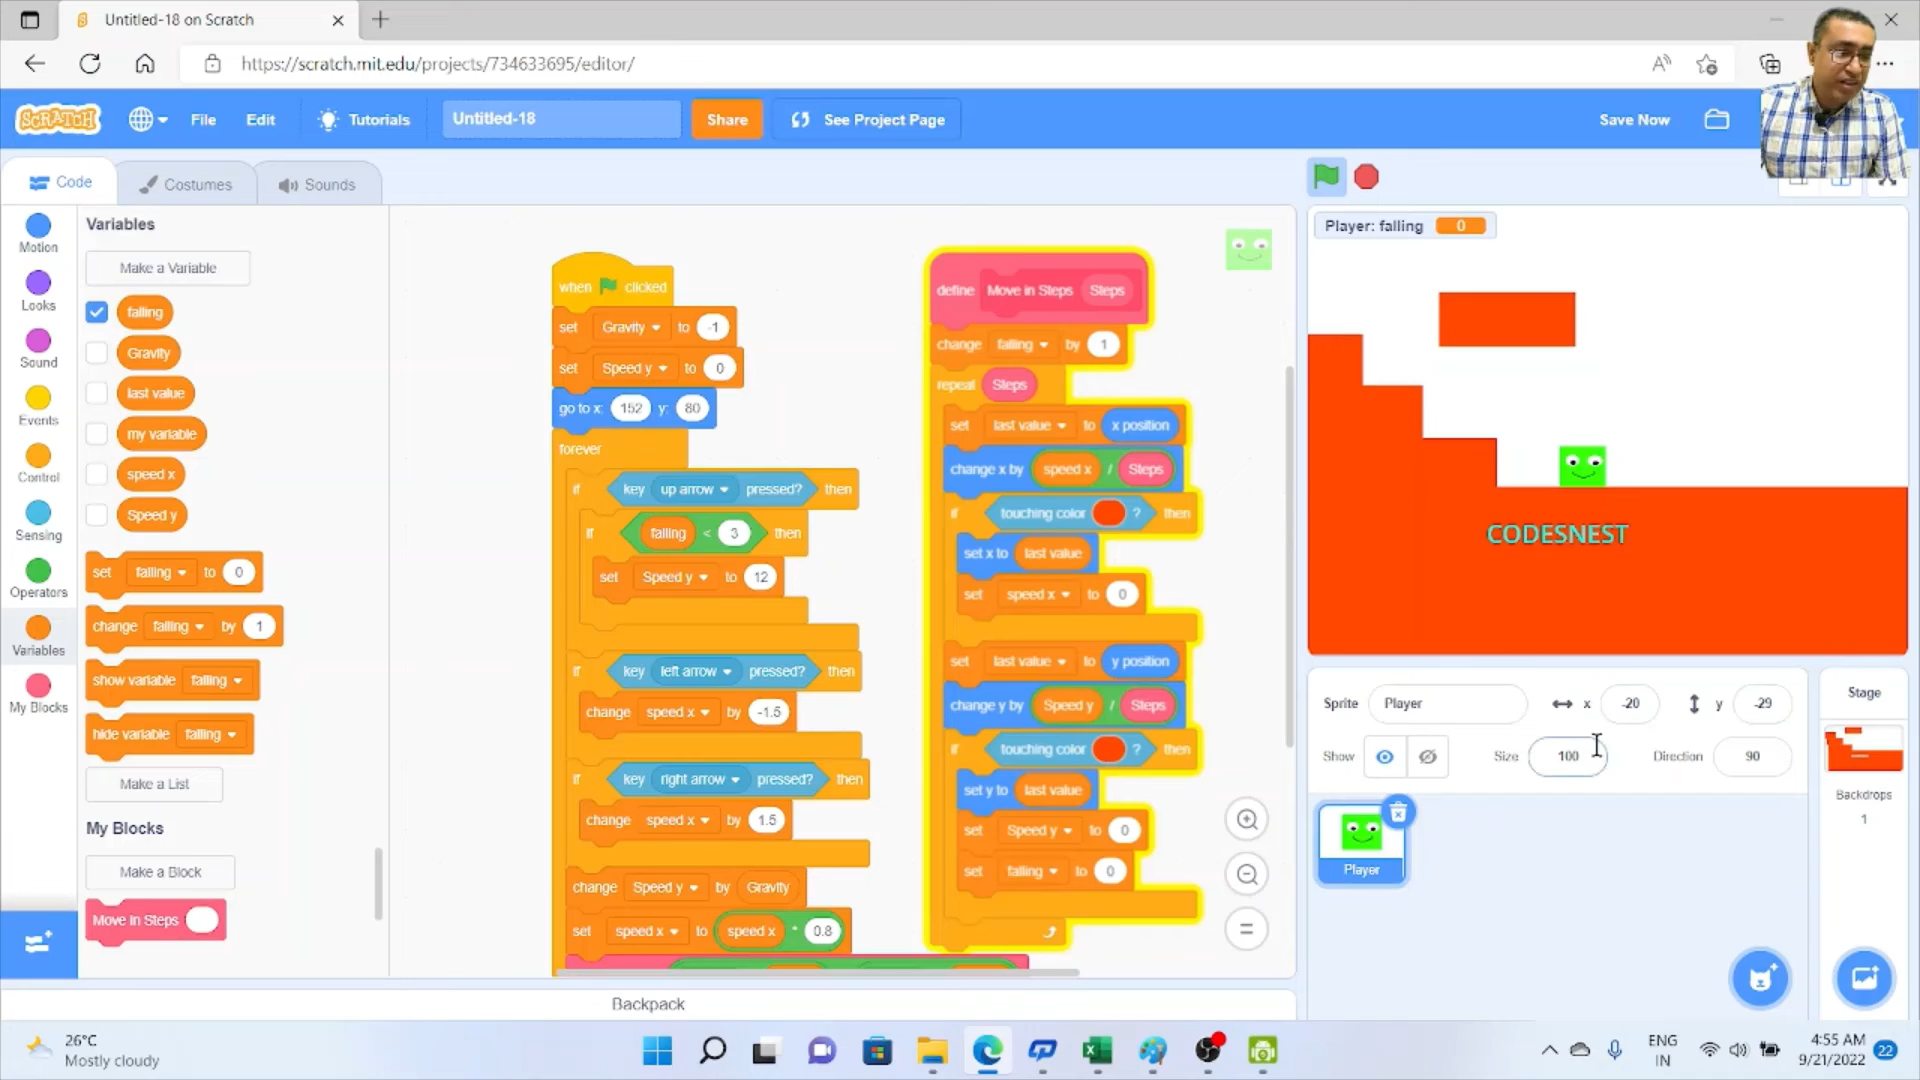 Untitled-18 on Scratch
https://scratch.mit.edu/projects/734633695/editor/
SCRATCH
File
Edit
Tutorials
Untitled-18
Share
See Project Page
Save Now
Code
Costumes
Sounds
Motion
Looks
Sound
Events
Control
Sensing
Operators
Variables
My Blocks
Variables
Make a Variable
falling
Gravity
last value
my variable
speed x
Speed y
set falling to 0
change falling by 1
show variable falling
hide variable falling
Make a List
My Blocks
Make a Block
Move in Steps
when clicked
set Gravity to -1
set Speed y to 0
go to x: 152 y: 80
forever
if key up arrow pressed? then
if falling < 3 then
set Speed y to 12
if key left arrow pressed? then
change speed x by -1.5
if key right arrow pressed? then
change speed x by 1.5
change Speed y by Gravity
set speed x to speed x * 0.8
define Move in Steps Steps
change falling by 1
repeat Steps
set last value to x position
change x by speed x / Steps
if touching color ? then
set x to last value
set speed x to 0
set last value to y position
change y by Speed y / Steps
if touching color ? then
set y to last value
set Speed y to 0
set falling to 0
Backpack
Player: falling 0
CODESNEST
Sprite Player x -20 y -29
Show Size 100 Direction 90
Player
Stage
Backdrops
1
26°C
Mostly cloudy
ENG
IN
4:55 AM
9/21/2022
22